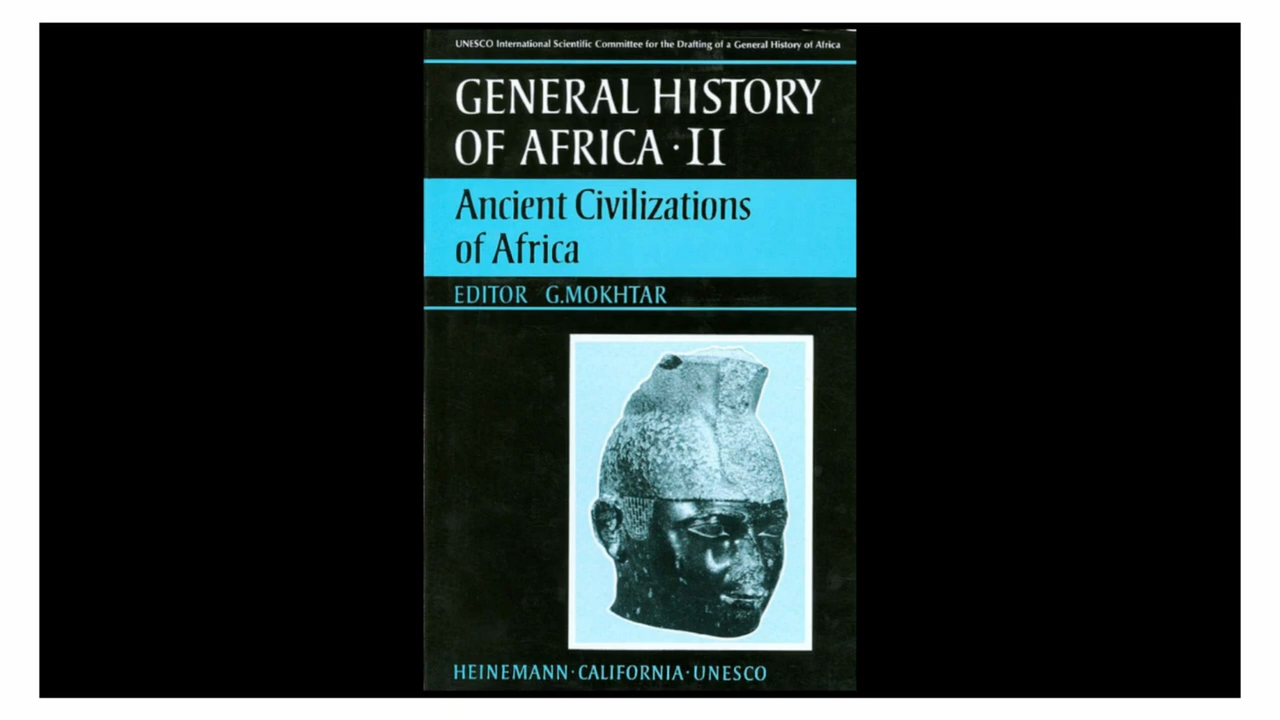 UNESCO International Scientific Committee for the Drafting of a General History of Africa
GENERAL HISTORY
OF AFRICA · II
Ancient Civilizations
of Africa
EDITOR G.MOKHTAR
HEINEMANN · CALIFORNIA · UNESCO